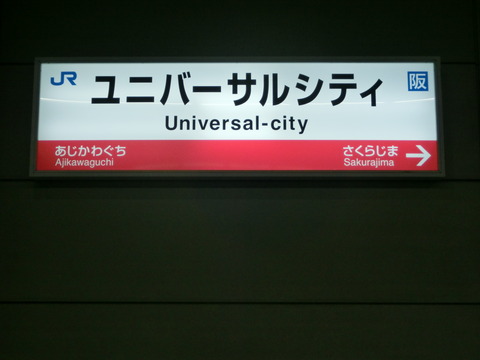 JR ユニバーサルシティ 阪
Universal-city
あじかわぐち さくらじま →
Ajikawaguchi Sakurajima